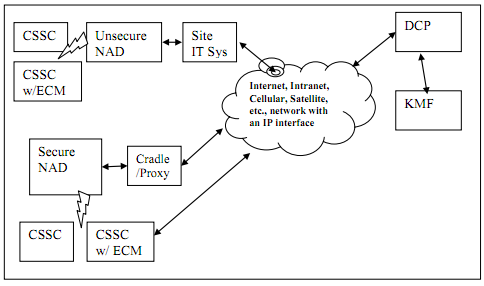 CSSC
CSSC
w/ECM
Unsecure
NAD
Site
IT Sys
Internet, Intranet,
Cellular, Satellite,
etc., network with
an IP interface
DCP
KMF
Secure
NAD
Cradle
/Proxy
CSSC
CSSC
w/ ECM